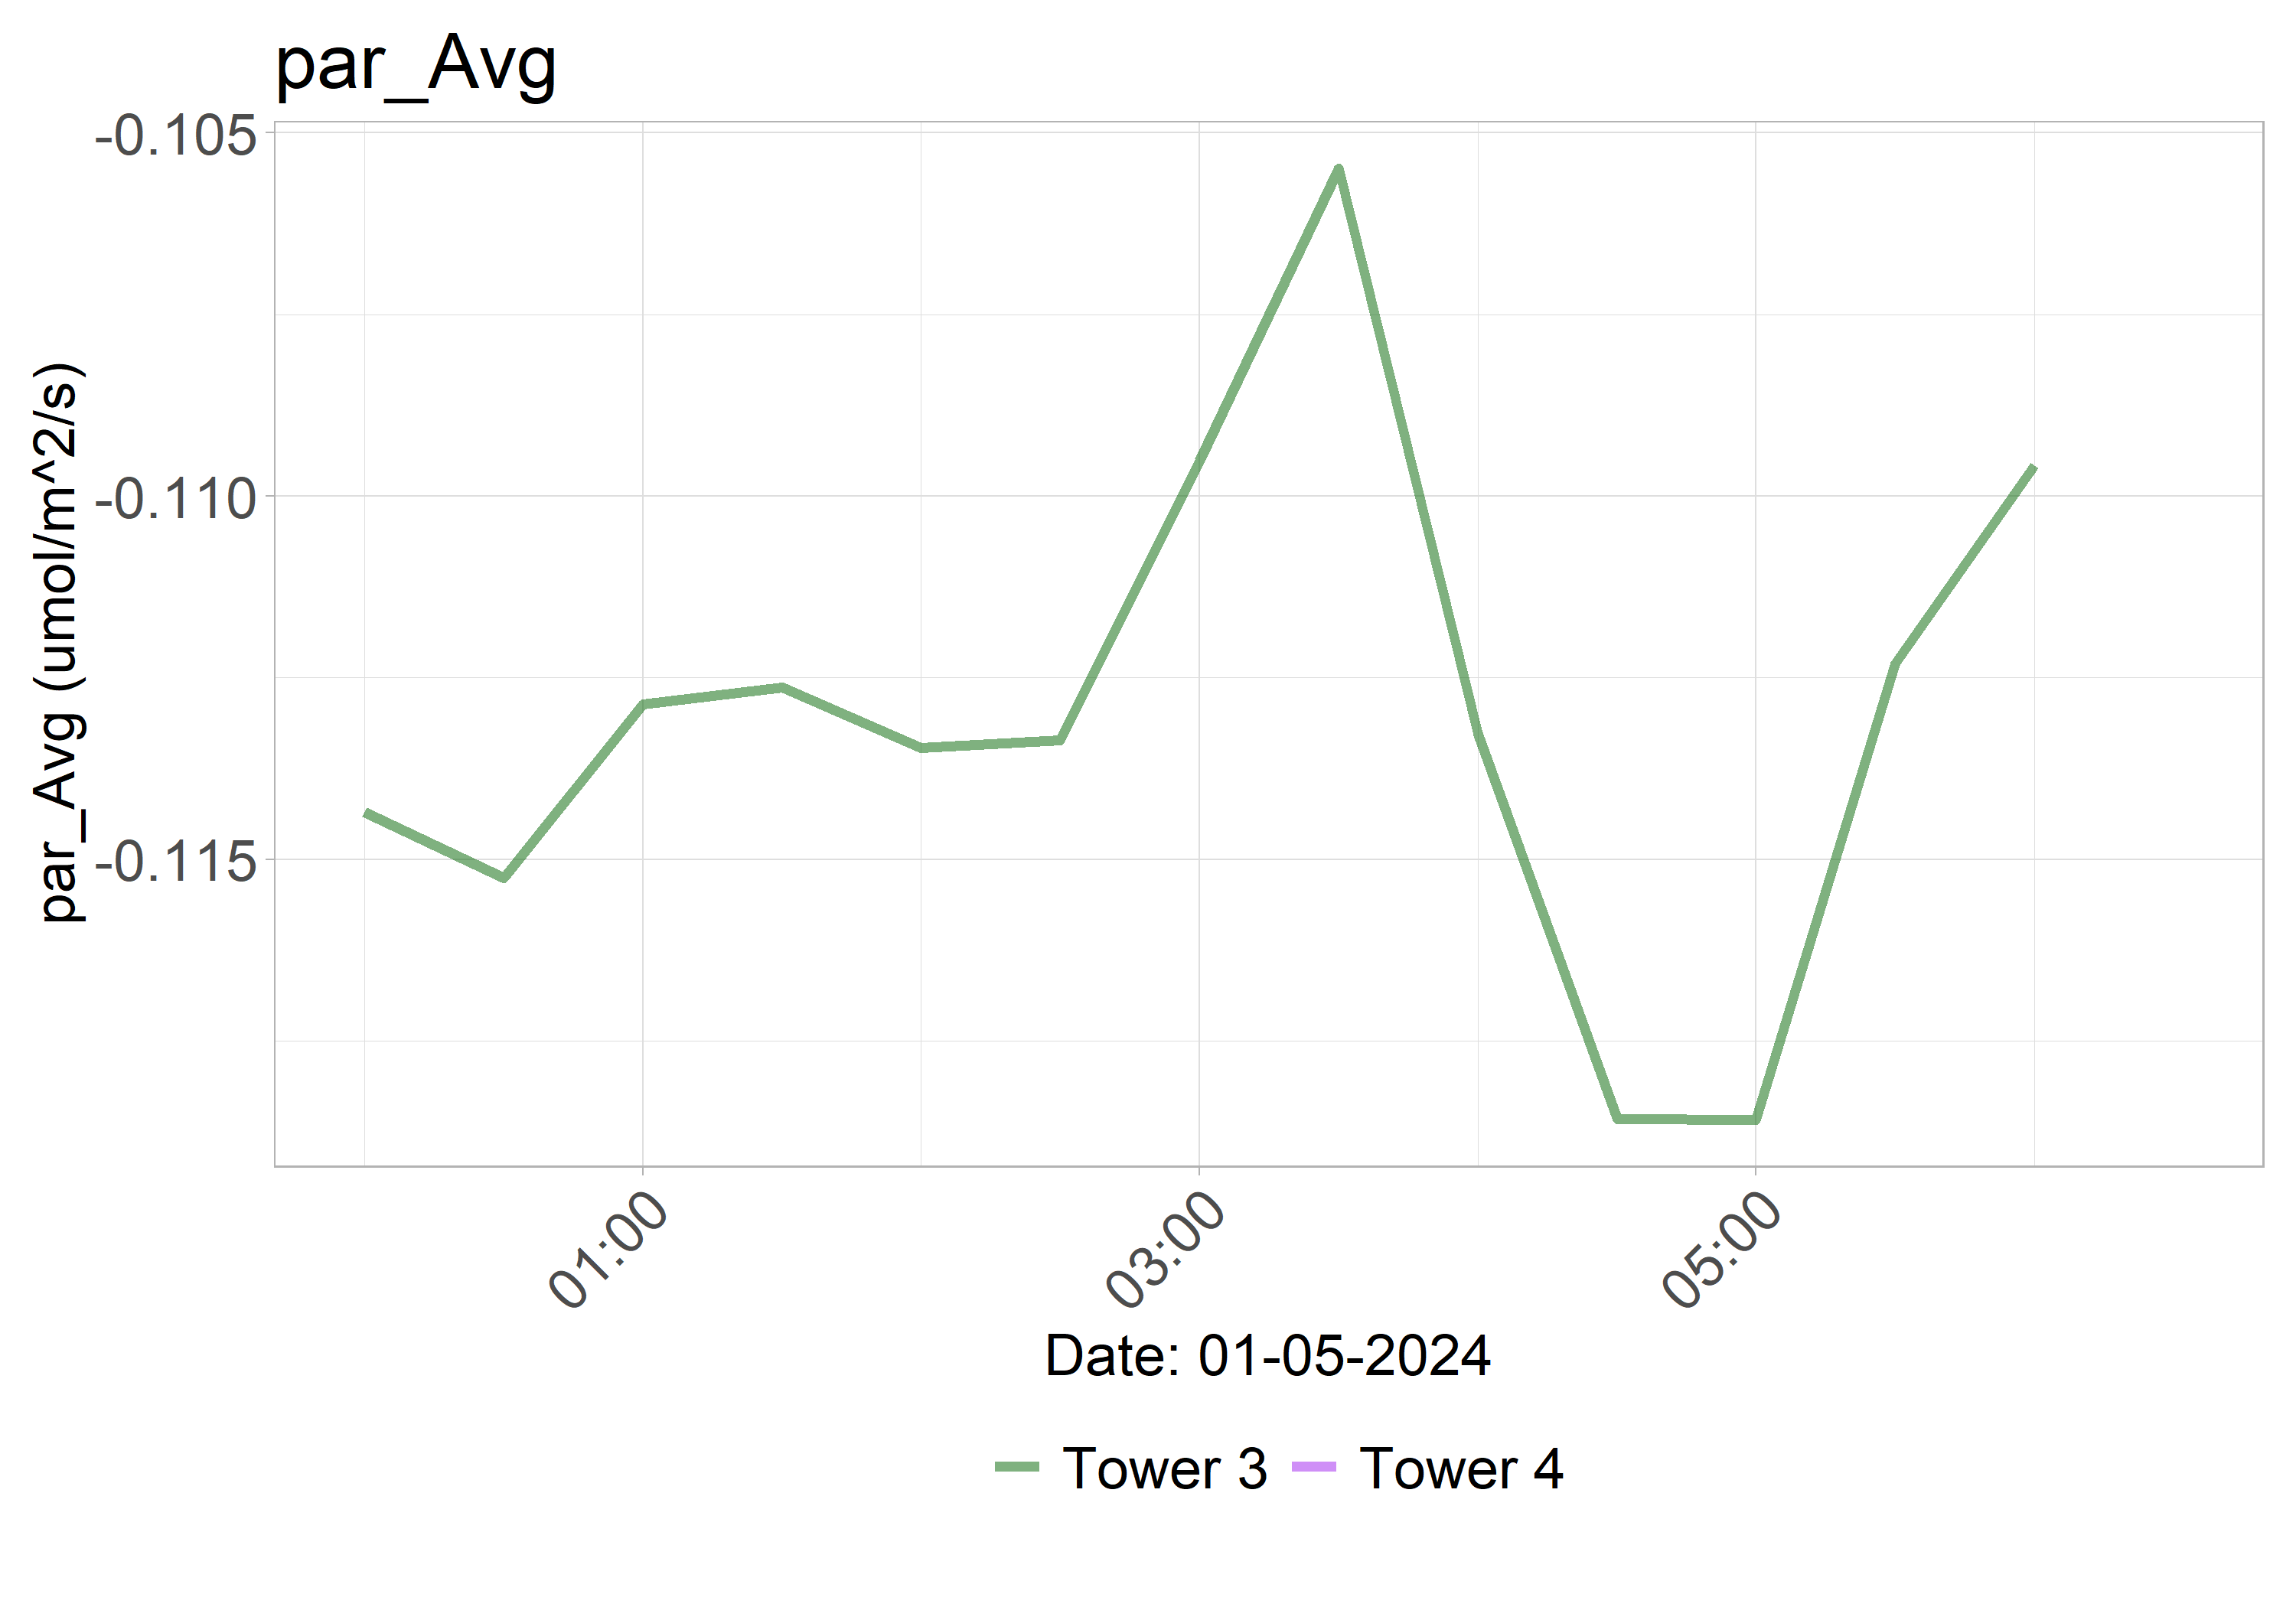 par_Avg
par_Avg (umol/m^2/s)
-0.105
-0.110
-0.115
01:00
03:00
05:00
Date: 01-05-2024
Tower 3
Tower 4